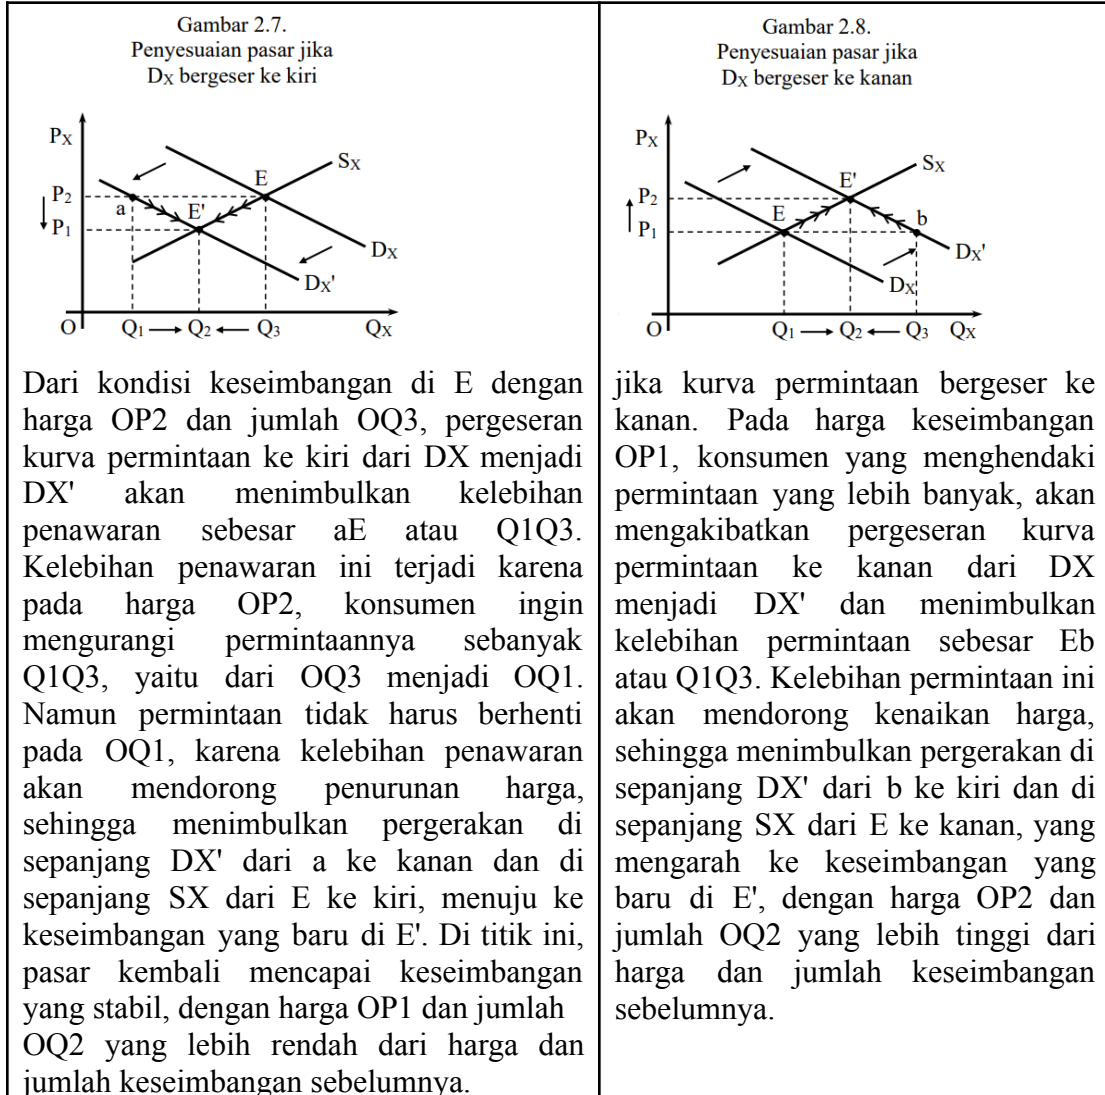 Gambar 2.7.
Penyesuaian pasar jika
DX bergeser ke kiri
PX
SX
E
P2
a
E'
P1
DX
DX'
O
Q1
Q2
Q3
QX
Dari kondisi keseimbangan di E dengan
harga OP2 dan jumlah OQ3, pergeseran
kurva permintaan ke kiri dari DX menjadi
DX' akan menimbulkan kelebihan
penawaran sebesar aE atau Q1Q3.
Kelebihan penawaran ini terjadi karena
pada harga OP2, konsumen ingin
mengurangi permintaannya sebanyak
Q1Q3, yaitu dari OQ3 menjadi OQ1.
Namun permintaan tidak harus berhenti
pada OQ1, karena kelebihan penawaran
akan mendorong penurunan harga,
sehingga menimbulkan pergerakan di
sepanjang DX' dari a ke kanan dan di
sepanjang SX dari E ke kiri, menuju ke
keseimbangan yang baru di E'. Di titik ini,
pasar kembali mencapai keseimbangan
yang stabil, dengan harga OP1 dan jumlah
OQ2 yang lebih rendah dari harga dan
jumlah keseimbangan sebelumnya.
Gambar 2.8.
Penyesuaian pasar jika
DX bergeser ke kanan
PX
SX
E'
P2
E
b
P1
DX'
DX
O
Q1
Q2
Q3
QX
jika kurva permintaan bergeser ke
kanan. Pada harga keseimbangan
OP1, konsumen yang menghendaki
permintaan yang lebih banyak, akan
mengakibatkan pergeseran kurva
permintaan ke kanan dari DX
menjadi DX' dan menimbulkan
kelebihan permintaan sebesar Eb
atau Q1Q3. Kelebihan permintaan ini
akan mendorong kenaikan harga,
sehingga menimbulkan pergerakan di
sepanjang DX' dari b ke kiri dan di
sepanjang SX dari E ke kanan, yang
mengarah ke keseimbangan yang
baru di E', dengan harga OP2 dan
jumlah OQ2 yang lebih tinggi dari
harga dan jumlah keseimbangan
sebelumnya.